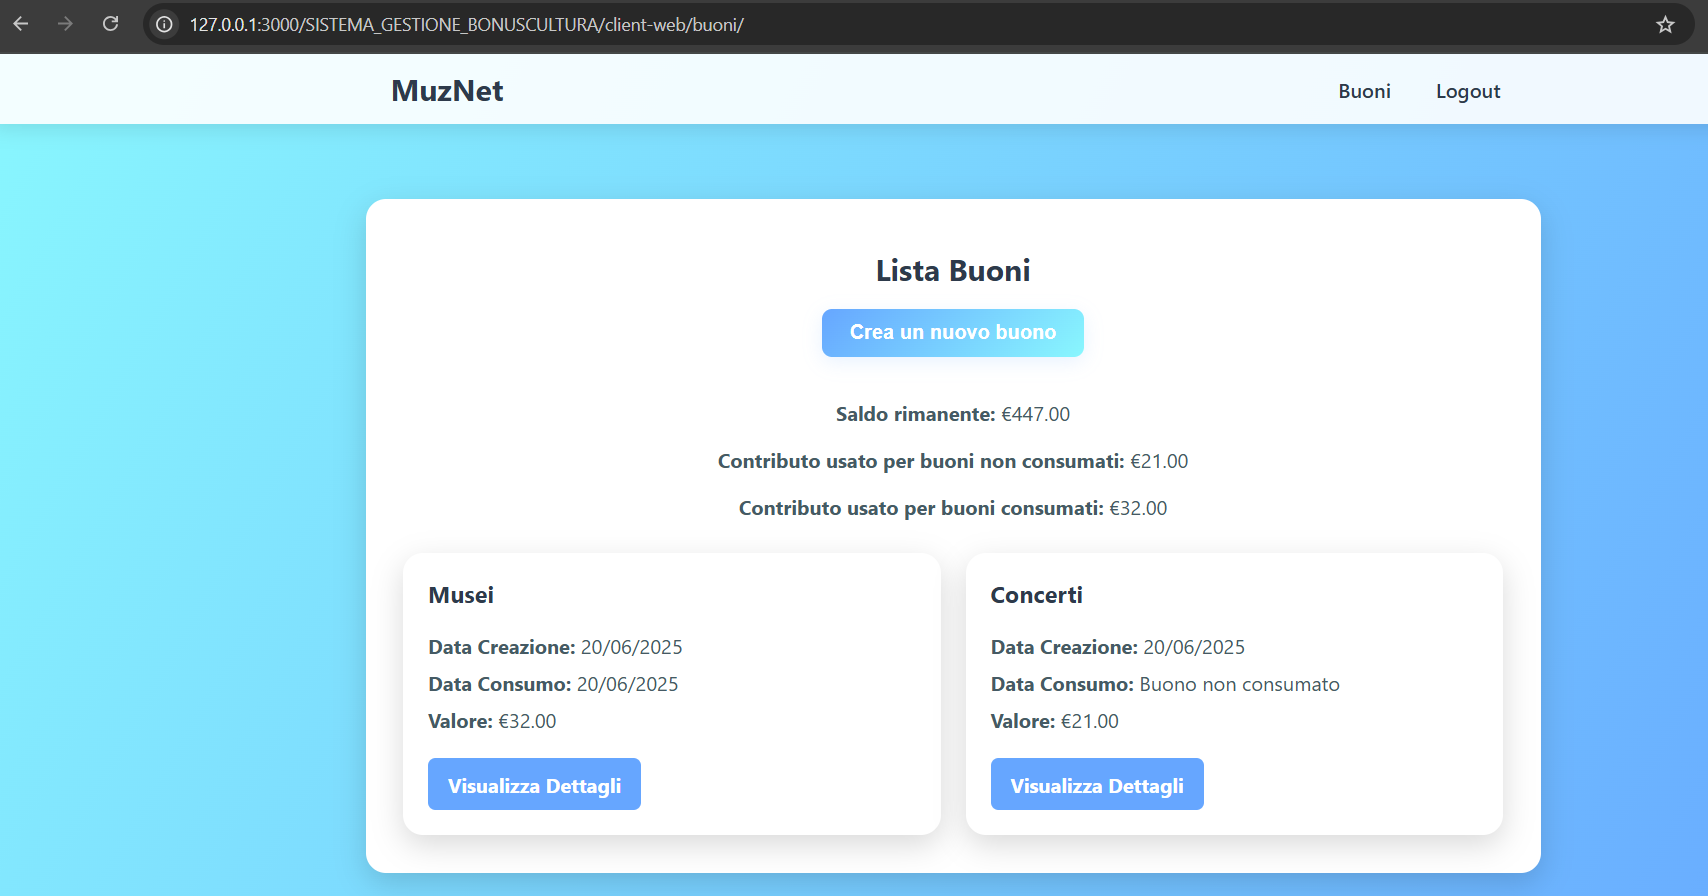 127.0.0.1:3000/SISTEMA_GESTIONE_BONUSCULTURA/client-web/buoni/
MuzNet
Buoni
Logout
Lista Buoni
Crea un nuovo buono
Saldo rimanente: €447.00
Contributo usato per buoni non consumati: €21.00
Contributo usato per buoni consumati: €32.00
Musei
Data Creazione: 20/06/2025
Data Consumo: 20/06/2025
Valore: €32.00
Visualizza Dettagli
Concerti
Data Creazione: 20/06/2025
Data Consumo: Buono non consumato
Valore: €21.00
Visualizza Dettagli